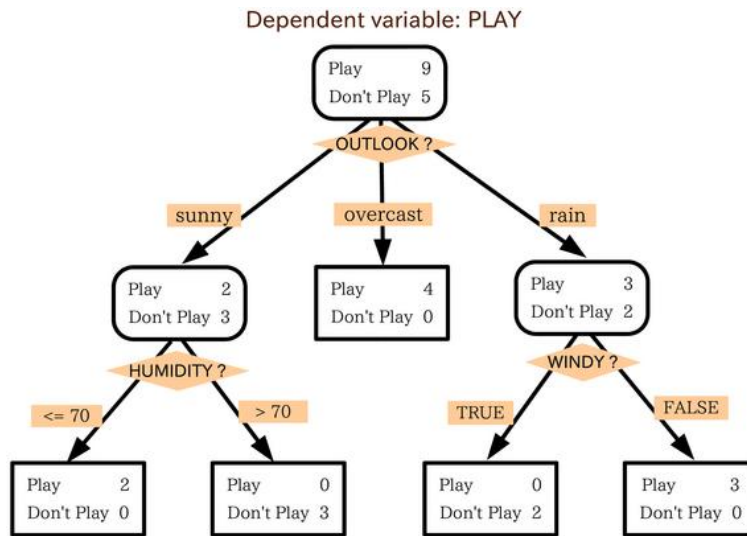 Dependent variable: PLAY
Play 9
Don't Play 5
OUTLOOK ?
sunny
overcast
rain
Play 2
Don't Play 3
Play 4
Don't Play 0
Play 3
Don't Play 2
HUMIDITY ?
WINDY ?
<= 70
> 70
TRUE
FALSE
Play 2
Don't Play 0
Play 0
Don't Play 3
Play 0
Don't Play 2
Play 3
Don't Play 0